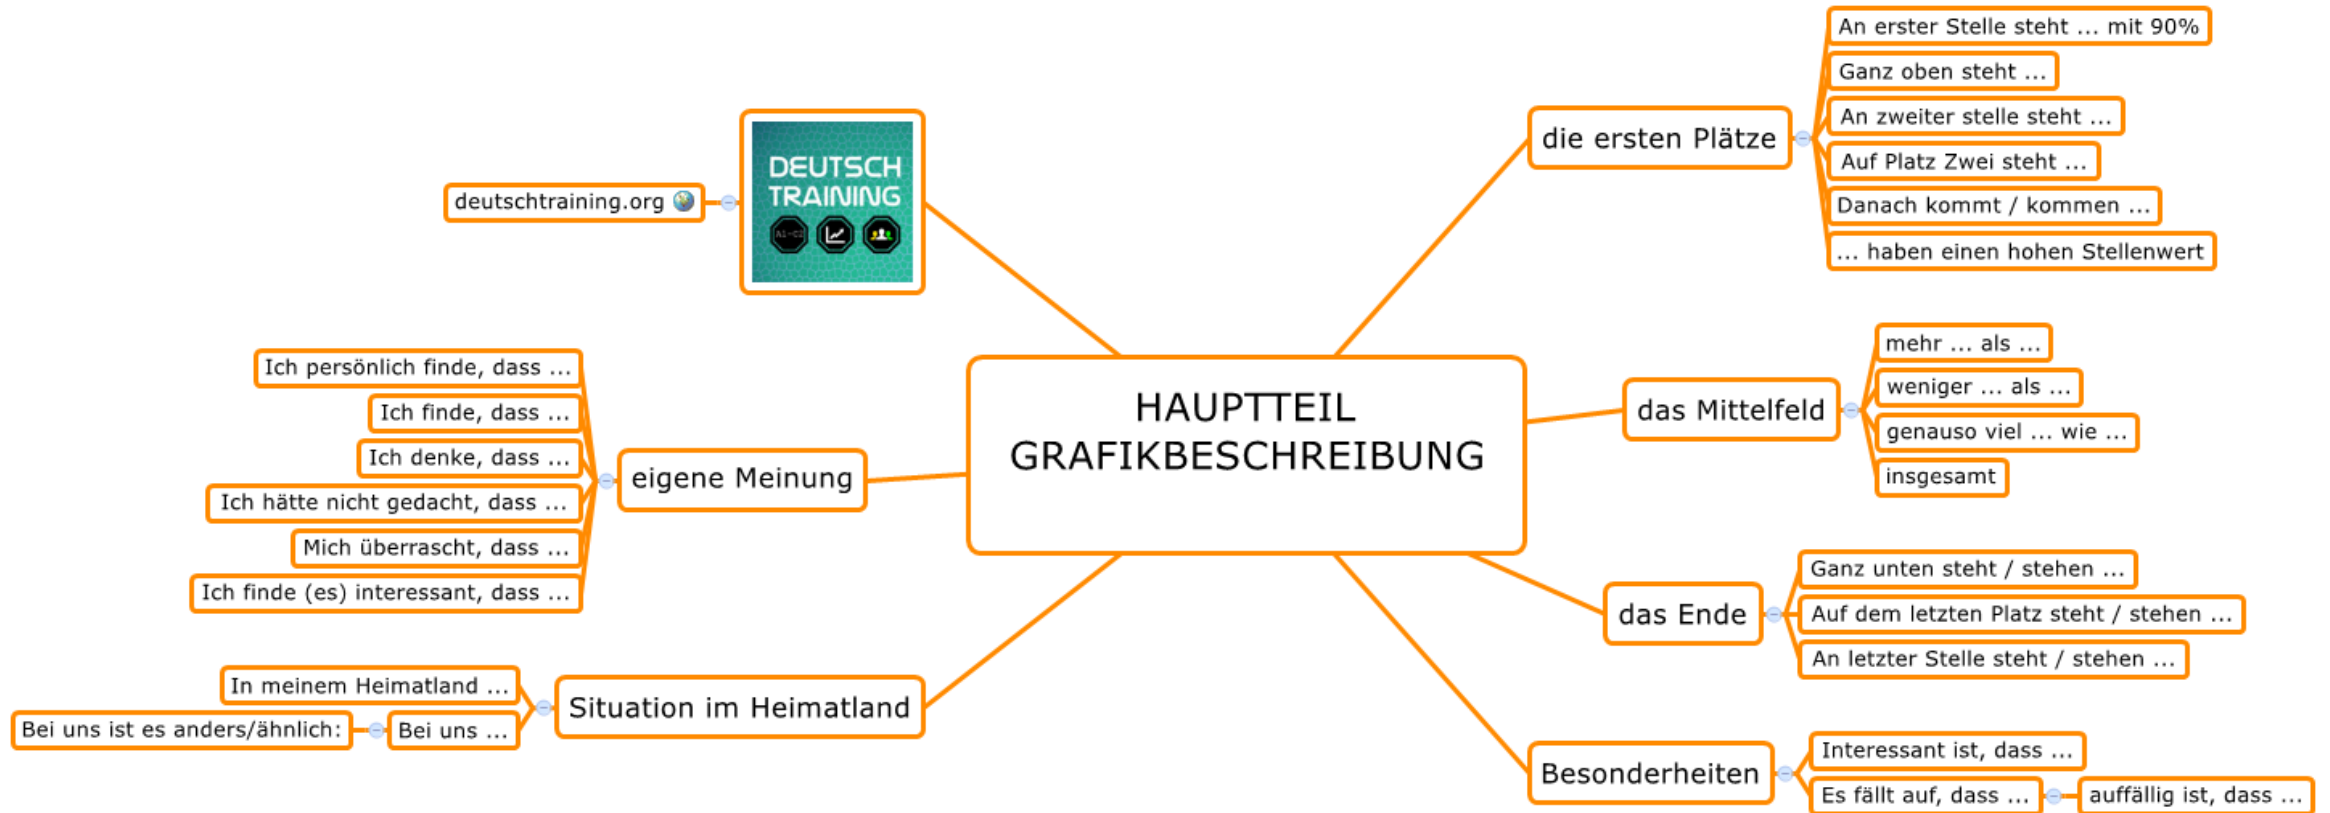 HAUPTTEIL
GRAFIKBESCHREIBUNG
die ersten Plätze
An erster Stelle steht ... mit 90%
Ganz oben steht ...
An zweiter stelle steht ...
Auf Platz Zwei steht ...
Danach kommt / kommen ...
... haben einen hohen Stellenwert
das Mittelfeld
mehr ... als ...
weniger ... als ...
genauso viel ... wie ...
insgesamt
das Ende
Ganz unten steht / stehen ...
Auf dem letzten Platz steht / stehen ...
An letzter Stelle steht / stehen ...
Besonderheiten
Interessant ist, dass ...
Es fällt auf, dass ...
auffällig ist, dass ...
DEUTSCH
TRAINING
A1-C2
deutschtraining.org
eigene Meinung
Ich persönlich finde, dass ...
Ich finde, dass ...
Ich denke, dass ...
Ich hätte nicht gedacht, dass ...
Mich überrascht, dass ...
Ich finde (es) interessant, dass ...
Situation im Heimatland
In meinem Heimatland ...
Bei uns ...
Bei uns ist es anders/ähnlich: